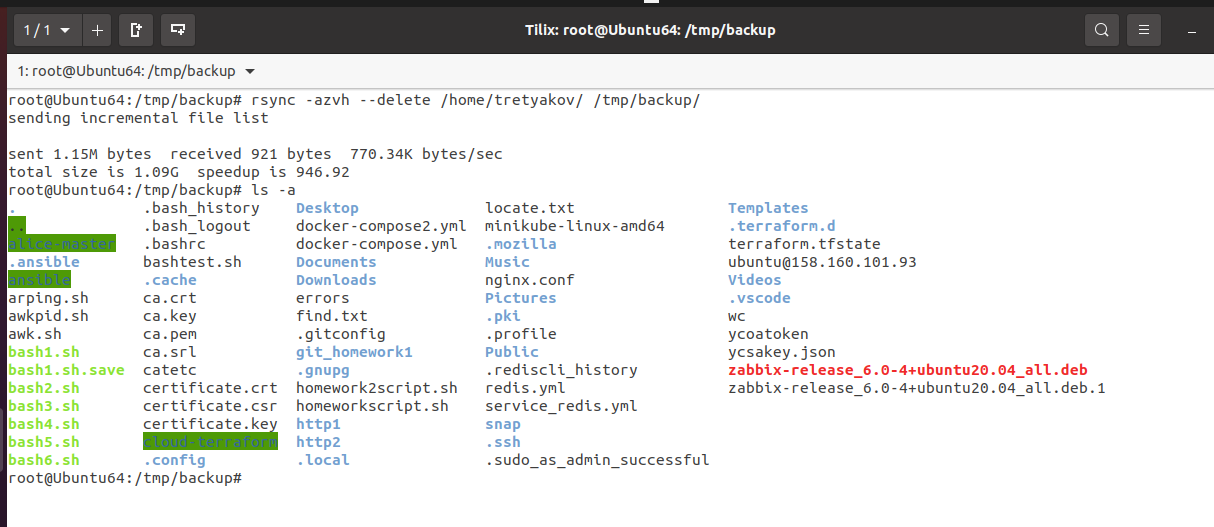 1 / 1
Tilix: root@Ubuntu64: /tmp/backup
1: root@Ubuntu64: /tmp/backup
root@Ubuntu64:/tmp/backup# rsync -azvh --delete /home/tretyakov/ /tmp/backup/
sending incremental file list
sent 1.15M bytes  received 921 bytes  770.34K bytes/sec
total size is 1.09G  speedup is 946.92
root@Ubuntu64:/tmp/backup# ls -a
.              .bash_history    Desktop              locate.txt                  Templates
..             .bash_logout     docker-compose2.yml  minikube-linux-amd64        .terraform.d
alice-master   .bashrc          docker-compose.yml   .mozilla                    terraform.tfstate
.ansible       bashtest.sh      Documents            Music                       ubuntu@158.160.101.93
ansible        .cache           Downloads            nginx.conf                  Videos
arping.sh      ca.crt           errors               Pictures                    .vscode
awkpid.sh      ca.key           find.txt             .pki                        wc
awk.sh         ca.pem           .gitconfig           .profile                    ycoatoken
bash1.sh       ca.srl           git_homework1        Public                      ycsakey.json
bash1.sh.save  catetc           .gnupg               .rediscli_history           zabbix-release_6.0-4+ubuntu20.04_all.deb
bash2.sh       certificate.crt  homework2script.sh   redis.yml                   zabbix-release_6.0-4+ubuntu20.04_all.deb.1
bash3.sh       certificate.csr  homeworkscript.sh    service_redis.yml
bash4.sh       certificate.key  http1                snap
bash5.sh       cloud-terraform  http2                .ssh
bash6.sh       .config          .local               .sudo_as_admin_successful
root@Ubuntu64:/tmp/backup#